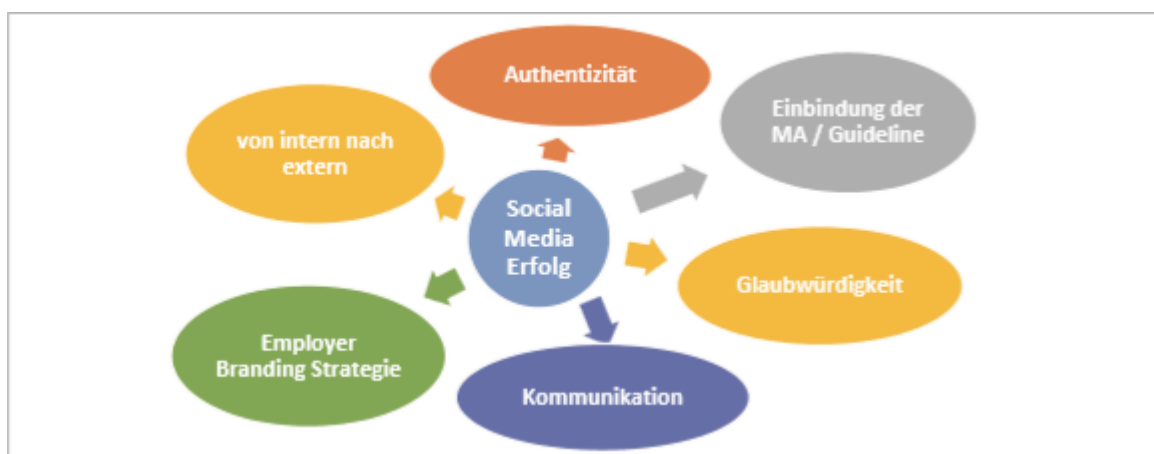 Authentizität
Einbindung der
MA / Guideline
von intern nach
extern
Social
Media
Erfolg
Glaubwürdigkeit
Employer
Branding Strategie
Kommunikation